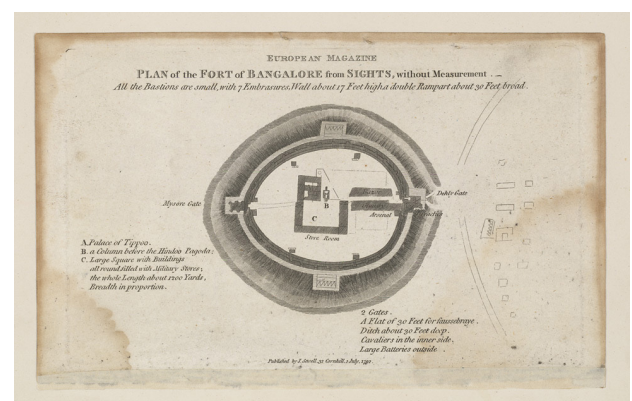 EUROPEAN MAGAZINE
PLAN of the FORT of BANGALORE from SIGHTS, without Measurement.
All the Bastions are small, with 7 Embrasures. Wall about 17 Feet high a double Rampart about 30 Feet broad.
Mysore Gate
Dehly Gate
B
C
Arsenal
Store Room
A. Palace of Tippoo.
B. a Column before the Hindoo Pagoda;
C. Large Square with Buildings
all round filled with Military Stores;
the whole Length about 1200 Yards,
Breadth in proportion.
2 Gates.
A Flat of 30 Feet for faussebraye.
Ditch about 30 Feet deep.
Cavaliers in the inner side.
Large Batteries outside.
Published by J. Sewell 32 Cornhill, 1 July, 1791.